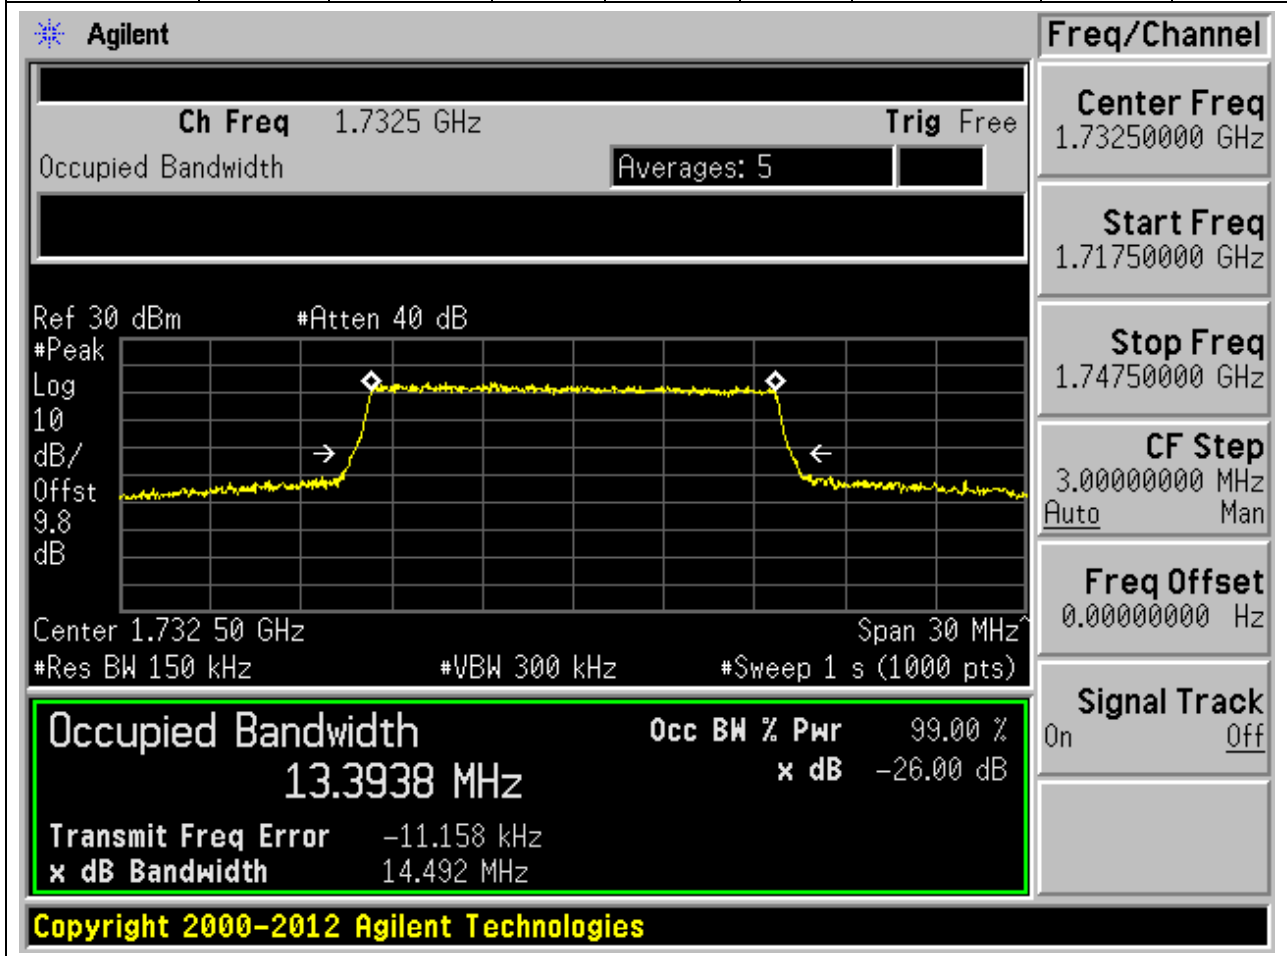 Agilent
Freq/Channel
Ch Freq 1.7325 GHz Trig Free
Occupied Bandwidth Averages: 5
Center Freq
1.73250000 GHz
Start Freq
1.71750000 GHz
Stop Freq
1.74750000 GHz
CF Step
3.00000000 MHz
Auto Man
Freq Offset
0.00000000 Hz
Signal Track
On Off
Ref 30 dBm #Atten 40 dB
#Peak
Log
10
dB/
Offst
9.8
dB
Center 1.732 50 GHz Span 30 MHz^
#Res BW 150 kHz #VBW 300 kHz #Sweep 1 s (1000 pts)
Occupied Bandwidth Occ BW % Pwr 99.00 %
13.3938 MHz x dB -26.00 dB
Transmit Freq Error -11.158 kHz
x dB Bandwidth 14.492 MHz
Copyright 2000-2012 Agilent Technologies